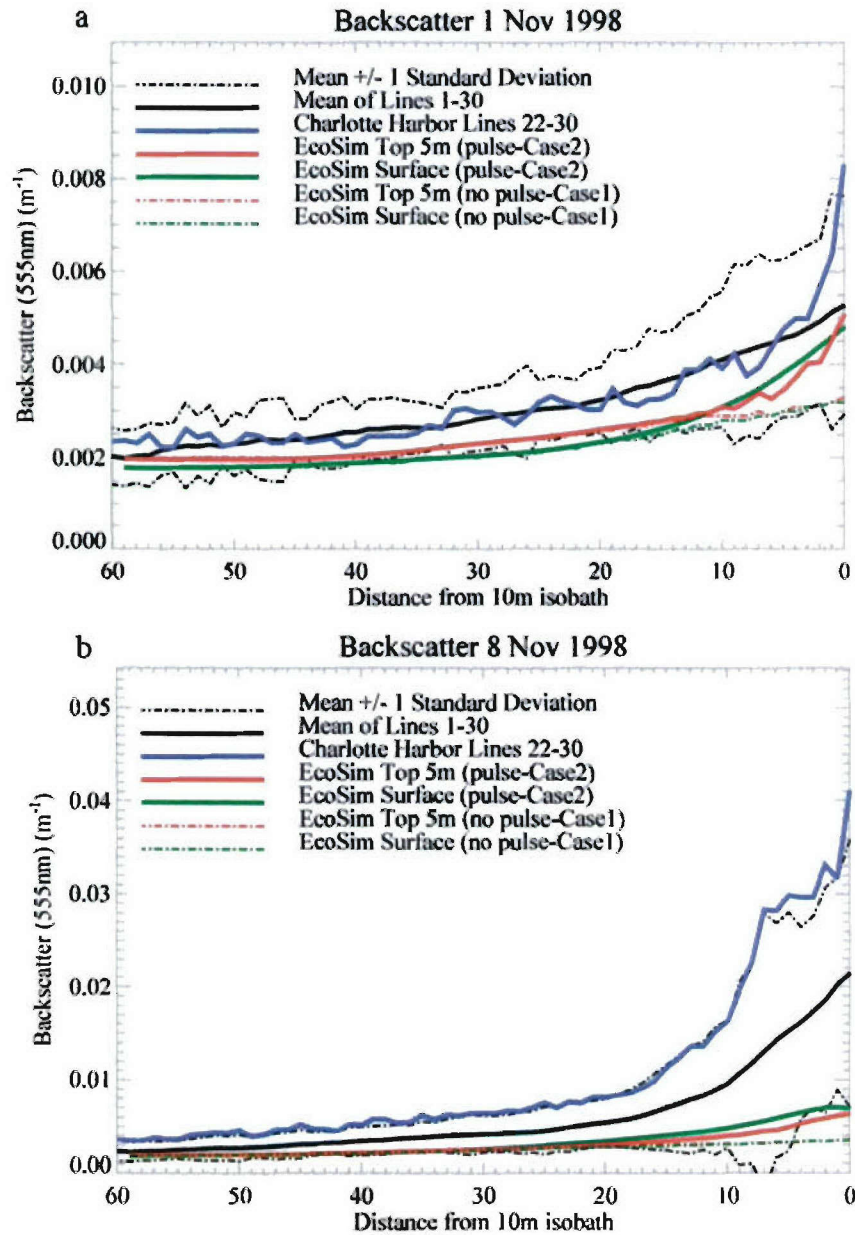 a
Backscatter 1 Nov 1998
Mean +/- 1 Standard Deviation
Mean of Lines 1-30
Charlotte Harbor Lines 22-30
EcoSim Top 5m (pulse-Case2)
EcoSim Surface (pulse-Case2)
EcoSim Top 5m (no pulse-Case1)
EcoSim Surface (no pulse-Case1)
Backscatter (555nm) (m⁻¹)
0.010
0.008
0.006
0.004
0.002
0.000
60 50 40 30 20 10 0
Distance from 10m isobath
b
Backscatter 8 Nov 1998
Mean +/- 1 Standard Deviation
Mean of Lines 1-30
Charlotte Harbor Lines 22-30
EcoSim Top 5m (pulse-Case2)
EcoSim Surface (pulse-Case2)
EcoSim Top 5m (no pulse-Case1)
EcoSim Surface (no pulse-Case1)
Backscatter (555nm) (m⁻¹)
0.05
0.04
0.03
0.02
0.01
0.00
60 50 40 30 20 10 0
Distance from 10m isobath